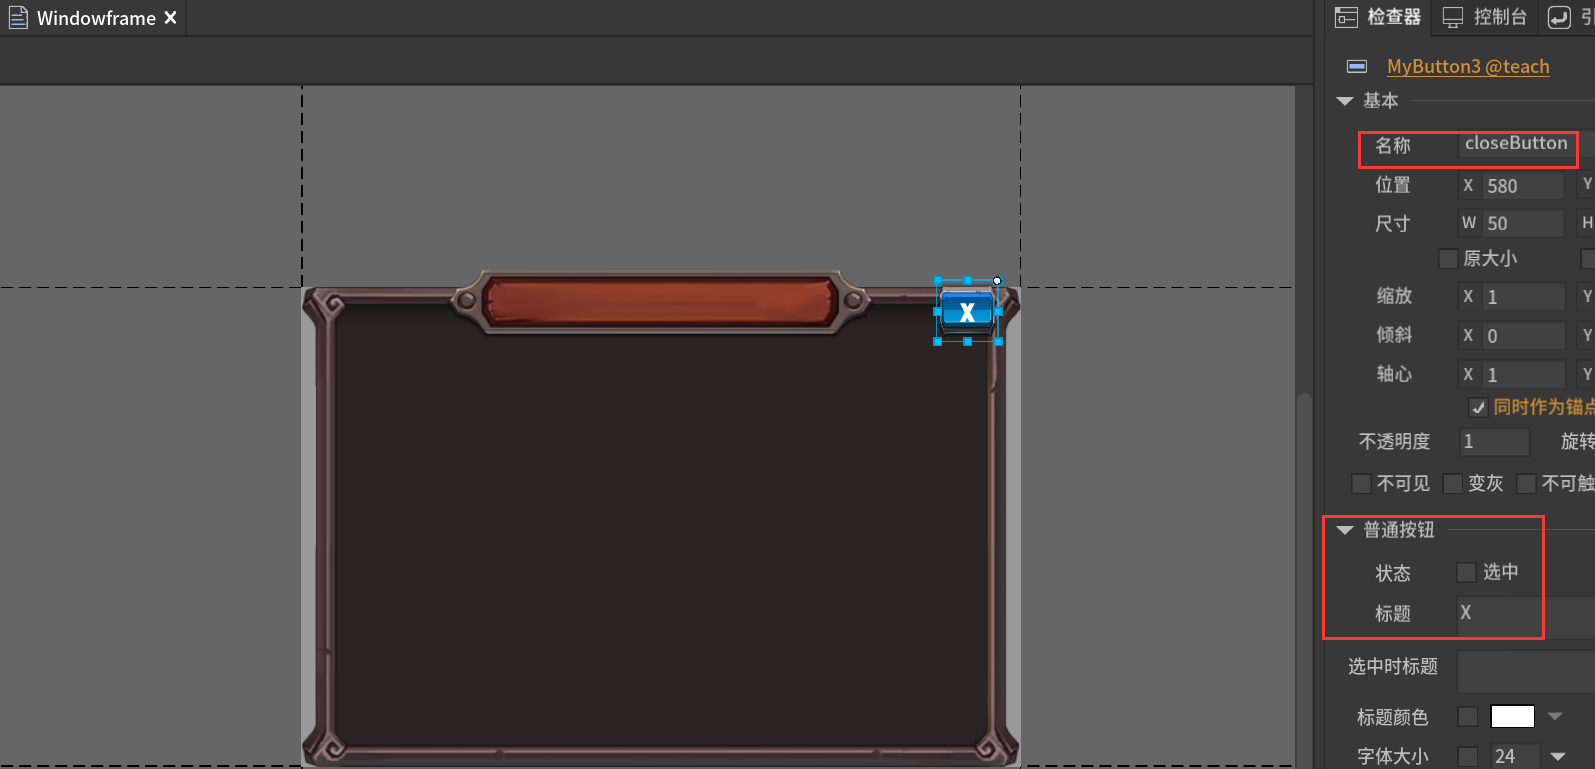 Windowframe
检查器 控制台
MyButton3 @teach
基本
名称 closeButton
位置 X 580 Y
尺寸 W 50 H
原大小
缩放 X 1 Y
倾斜 X 0 Y
轴心 X 1 Y
同时作为锚点
不透明度 1 旋转
不可见 变灰 不可触
普通按钮
状态 选中
标题 X
选中时标题
标题颜色
字体大小 24
X